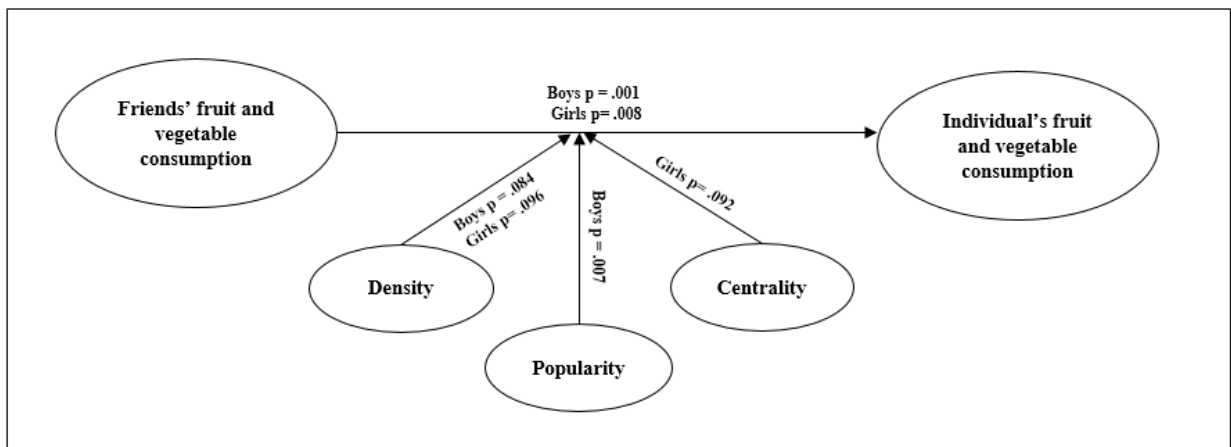 Friends’ fruit and
vegetable
consumption
Boys p = .001
Girls p= .008
Individual’s fruit
and vegetable
consumption
Boys p = .084
Girls p= .096
Boys p = .007
Girls p= .092
Density
Centrality
Popularity